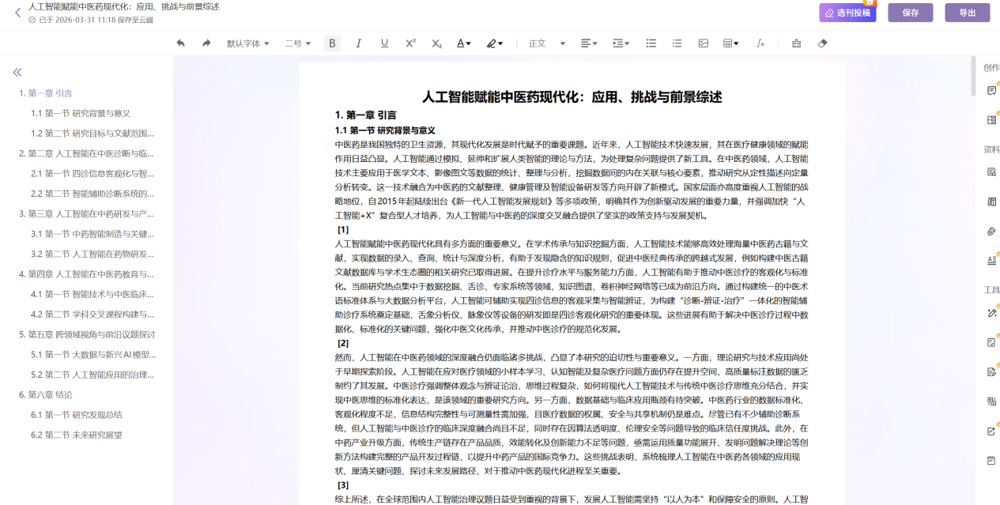 人工智能赋能中医药现代化：应用、挑战与前景综述
已于 2026-03-31 11:18 保存至云端
选刊投稿
保存
导出
默认字体
二号
B
I
U
X²
X₂
A
正文
创作
资料
工具
1. 第一章 引言
1.1 第一节 研究背景与意义
1.2 第二节 研究目标与文献范围...
2. 第二章 人工智能在中医诊断与临...
2.1 第一节 四诊信息客观化与智...
2.2 第二节 智能辅助诊断系统的...
3. 第三章 人工智能在中药研发与产...
3.1 第一节 中药智能制造与关键...
3.2 第二节 人工智能在药物研发...
4. 第四章 人工智能在中医药教育与...
4.1 第一节 智能技术与中医临床...
4.2 第二节 学科交叉课程构建与...
5. 第五章 跨领域视角与前沿议题探讨
5.1 第一节 大数据与新兴AI模型...
5.2 第二节 人工智能应用的治理...
6. 第六章 结论
6.1 第一节 研究发现总结
6.2 第二节 未来研究展望
人工智能赋能中医药现代化：应用、挑战与前景综述
1. 第一章 引言
1.1 第一节 研究背景与意义
中医药是我国独特的卫生资源，其现代化发展是时代赋予的重要课题。近年来，人工智能技术快速发展，其在医疗健康领域的赋能
作用日益凸显。人工智能通过模拟、延伸和扩展人类智能的理论与方法，为处理复杂问题提供了新工具。在中医药领域，人工智能
技术主要应用于医学文本、影像图文等数据的统计、整理与分析，挖掘数据间的内在关联与核心要素，推动研究从定性描述向定量
分析转变。这一技术融合为中医药的文献整理、健康管理及智能设备研发等方向开辟了新模式。国家层面亦高度重视人工智能的战
略地位，自2015年起陆续出台《新一代人工智能发展规划》等多项政策，明确其作为创新驱动发展的重要力量，并强调加快“人
工智能+X”复合型人才培养，为人工智能与中医药的深度交叉融合提供了坚实的政策支持与发展契机。
[1]
人工智能赋能中医药现代化具有多方面的重要意义。在学术传承与知识挖掘方面，人工智能技术能够高效处理海量中医药古籍与文
献，实现数据的录入、查询、统计与深度分析，有助于发现隐含的知识规则，促进中医经典传承的跨越式发展，例如构建中医古籍
文献数据库与学术生态圈的相关研究已取得进展。在提升诊疗水平与服务能力方面，人工智能有助于推动中医诊疗的客观化与标准
化。当前研究热点集中于数据挖掘、舌诊、专家系统等领域，知识图谱、卷积神经网络等已成为前沿方向。通过构建统一的中医术
语标准体系与大数据分析平台，人工智能可辅助实现四诊信息的客观采集与智能辨证，为构建“诊断-辨证-治疗”一体化的智能辅
助诊疗系统奠定基础，舌象分析仪、脉象仪等设备的研发即是四诊客观化研究的重要体现。这些进展有助于解决中医诊疗过程中数
据化、标准化的关键问题，强化中医文化传承，并推动中医诊疗的规范化发展。
[2]
然而，人工智能在中医药领域的深度融合仍面临诸多挑战，凸显了本研究的迫切性与重要意义。一方面，理论研究与技术应用尚处
于早期探索阶段。人工智能在应对医疗领域的小样本学习、认知智能及复杂医疗问题方面仍存在提升空间，高质量标注数据的匮乏
制约了其发展。中医诊疗强调整体观念与辨证论治，思维过程复杂，如何将现代人工智能技术与传统中医诊疗思维充分结合，并实
现中医思维的标准化表达，是该领域的重要研究方向。另一方面，数据基础与临床应用瓶颈有待突破。中医药行业的数据标准化、
客观化程度不足，信息结构完整性与可测量性需加强，且医疗数据的权属、安全与共享机制仍是难点。尽管已有不少辅助诊断系
统，但人工智能与中医诊疗的临床深度融合尚且不足，同时存在因算法透明度、伦理安全等问题导致的临床信任度挑战。此外，在
中药产业升级方面，传统生产链存在产品品质、效能转化及创新能力不足等问题，亟需运用质量功能展开、发明问题解决理论等创
新方法构建完整的产品开发过程链，以提升中药产品的国际竞争力。这些挑战表明，系统梳理人工智能在中医药各领域的应用现
状、厘清关键问题、探讨未来发展路径，对于推动中医药现代化进程至关重要。
[3]
综上所述，在全球范围内人工智能治理议题日益受到重视的背景下，发展人工智能需坚持“以人为本”和保障安全的原则。人工智